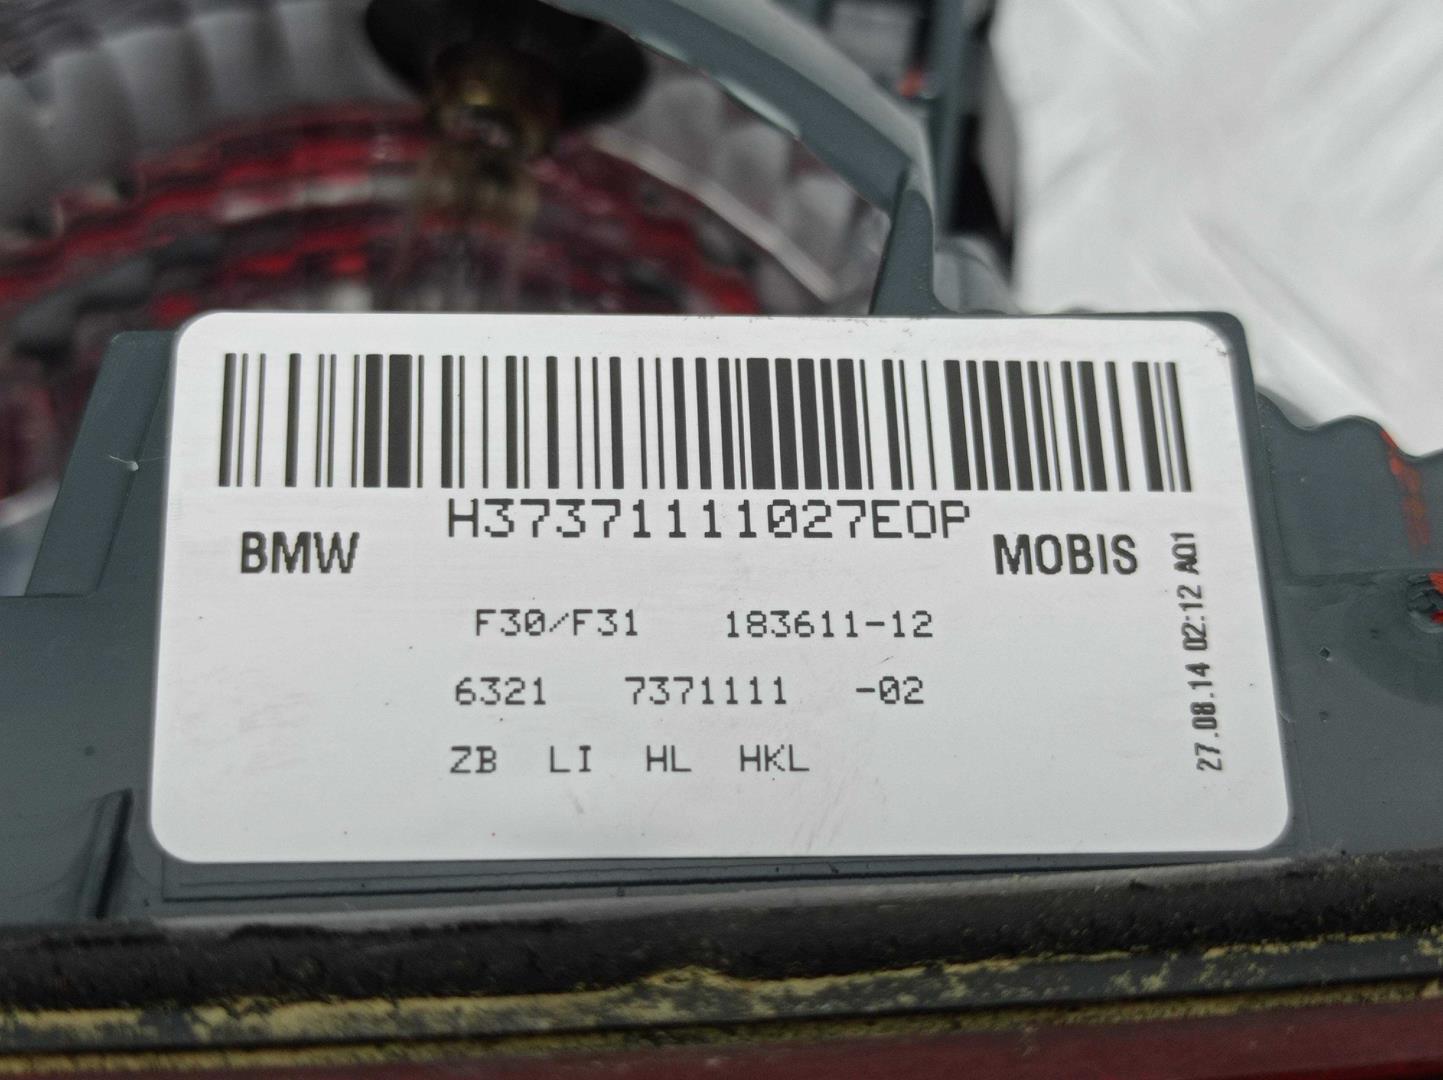 H37371111027EOP
BMW
MOBIS
F30/F31 183611-12
6321 7371111 -02
ZB LI HL HKL
27.08.14 02:12 A01